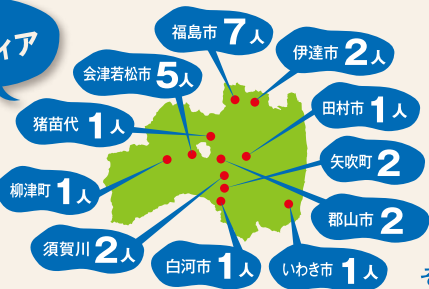 ィア
福島市7人
伊達市2人
会津若松市5人
猪苗代1人
田村市1人
矢吹町2
柳津町1人
郡山市2
須賀川2人
白河市1人
いわき市1人
そ